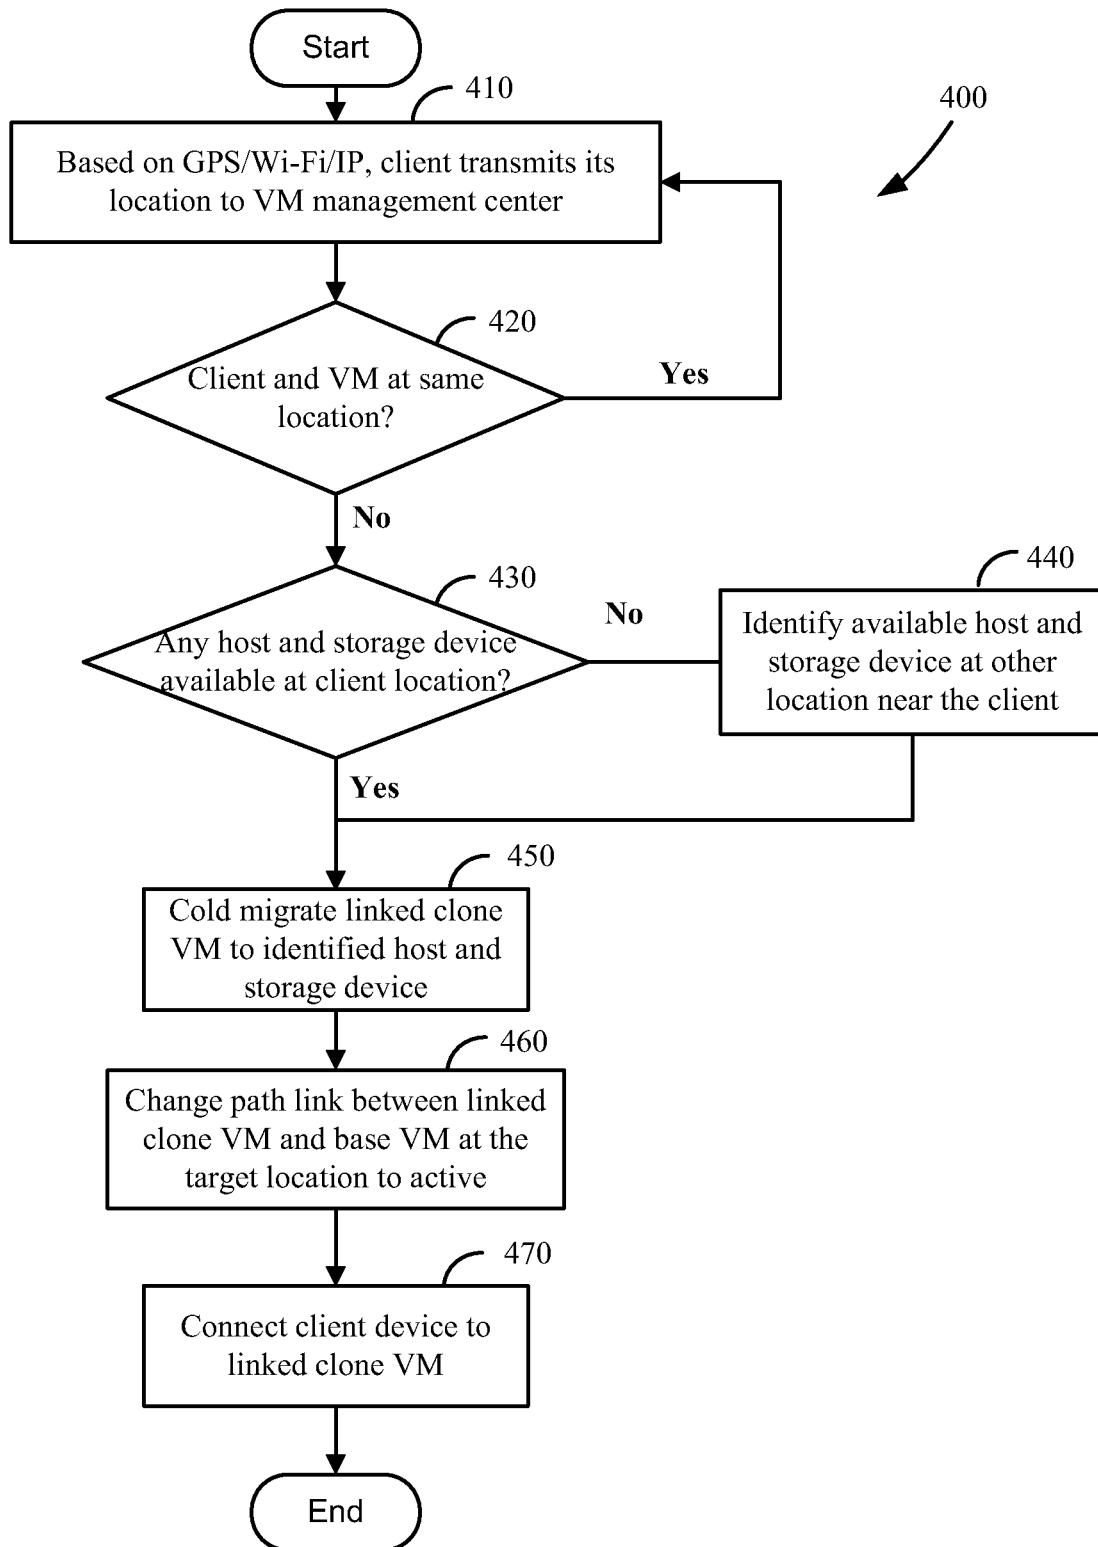 Start
410
400
Based on GPS/Wi-Fi/IP, client transmits its
location to VM management center
420
Client and VM at same
location?
Yes
No
430
440
Any host and storage device
available at client location?
No
Identify available host and
storage device at other
location near the client
Yes
450
Cold migrate linked clone
VM to identified host and
storage device
460
Change path link between linked
clone VM and base VM at the
target location to active
470
Connect client device to
linked clone VM
End